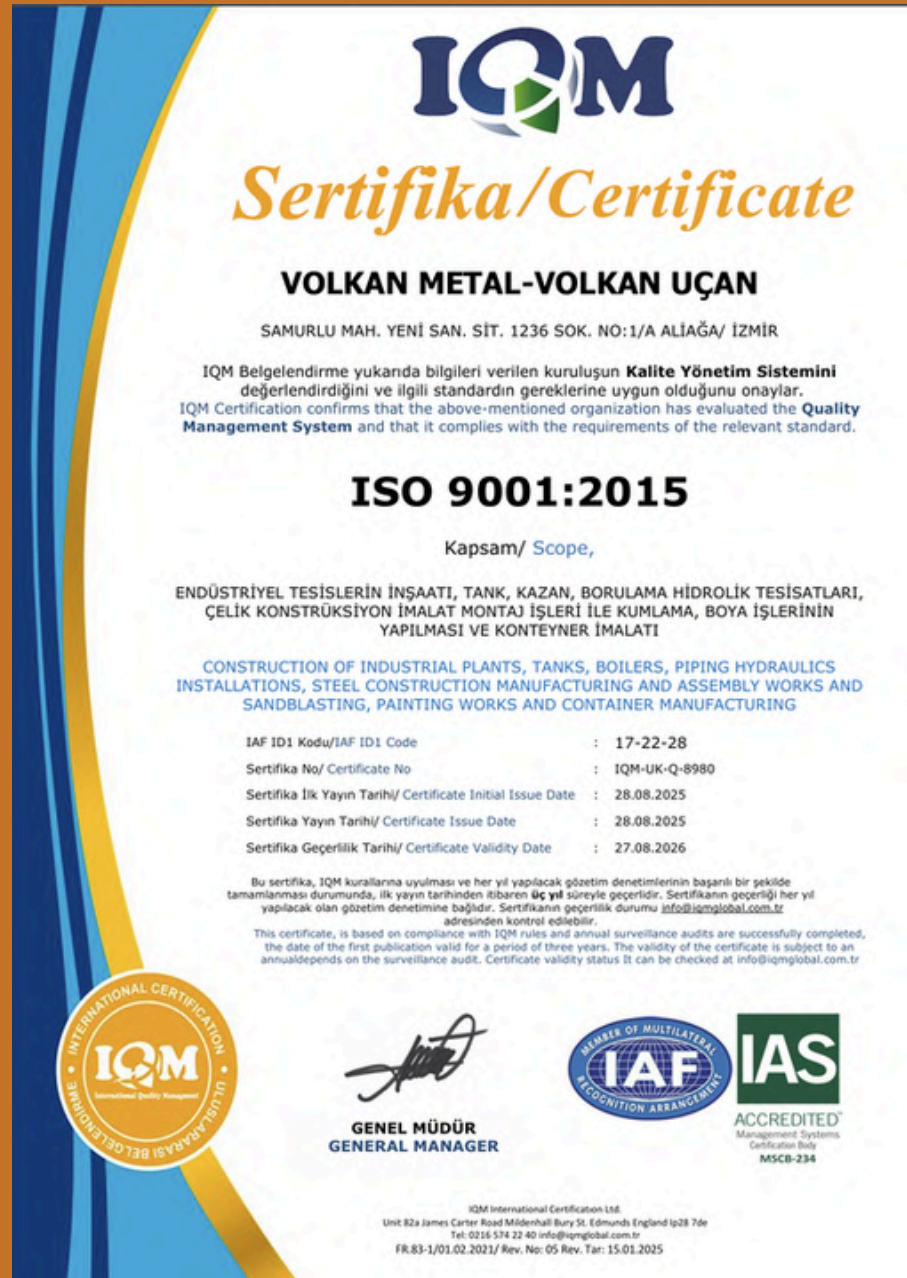 IQM
Sertifika/Certificate
VOLKAN METAL-VOLKAN UÇAN
SAMURLU MAH. YENİ SAN. SİT. 1236 SOK. NO:1/A ALİAĞA/ İZMİR
IQM Belgelendirme yukarıda bilgileri verilen kuruluşun Kalite Yönetim Sistemini
değerlendirdiğini ve ilgili standardın gereklerine uygun olduğunu onaylar.
IQM Certification confirms that the above-mentioned organization has evaluated the Quality
Management System and that it complies with the requirements of the relevant standard.
ISO 9001:2015
Kapsam/ Scope,
ENDÜSTRİYEL TESİSLERİN İNŞAATI, TANK, KAZAN, BORULAMA HİDROLİK TESİSATLARI,
ÇELİK KONSTRÜKSİYON İMALAT MONTAJ İŞLERİ İLE KUMLAMA, BOYA İŞLERİNİN
YAPILMASI VE KONTEYNER İMALATI
CONSTRUCTION OF INDUSTRIAL PLANTS, TANKS, BOILERS, PIPING HYDRAULICS
INSTALLATIONS, STEEL CONSTRUCTION MANUFACTURING AND ASSEMBLY WORKS AND
SANDBLASTING, PAINTING WORKS AND CONTAINER MANUFACTURING
IAF ID1 Kodu/IAF ID1 Code : 17-22-28
Sertifika No/ Certificate No : IQM-UK-Q-8980
Sertifika İlk Yayın Tarihi/ Certificate Initial Issue Date : 28.08.2025
Sertifika Yayın Tarihi/ Certificate Issue Date : 28.08.2025
Sertifika Geçerlilik Tarihi/ Certificate Validity Date : 27.08.2026
Bu sertifika, IQM kurallarına uyulması ve her yıl yapılacak gözetim denetimlerinin başarılı bir şekilde
tamamlanması durumunda, ilk yayın tarihinden itibaren üç yıl süreyle geçerlidir. Sertifikanın geçerliği her yıl
yapılacak olan gözetim denetimine bağlıdır. Sertifikanın geçerlilik durumu info@iqmglobal.com.tr
adresinden kontrol edilebilir.
This certificate, is based on compliance with IQM rules and annual surveillance audits are successfully completed,
the date of the first publication valid for a period of three years. The validity of the certificate is subject to an
annualdepends on the surveillance audit. Certificate validity status It can be checked at info@iqmglobal.com.tr
INTERNATIONAL CERTIFICATION
IQM
International Quality Management
ULUSLARARASI BELGELENDİRME
GENEL MÜDÜR
GENERAL MANAGER
MEMBER OF MULTILATERAL
IAF
RECOGNITION ARRANGEMENT
IAS
ACCREDITED
Management Systems
Certification Body
MSCB-234
IQM International Certification Ltd.
Unit 82a James Carter Road Mildenhall Bury St. Edmunds England Ip28 7de
Tel: 0216 574 22 40 info@iqmglobal.com.tr
FR.83-1/01.02.2021/ Rev. No: 05 Rev. Tar: 15.01.2025